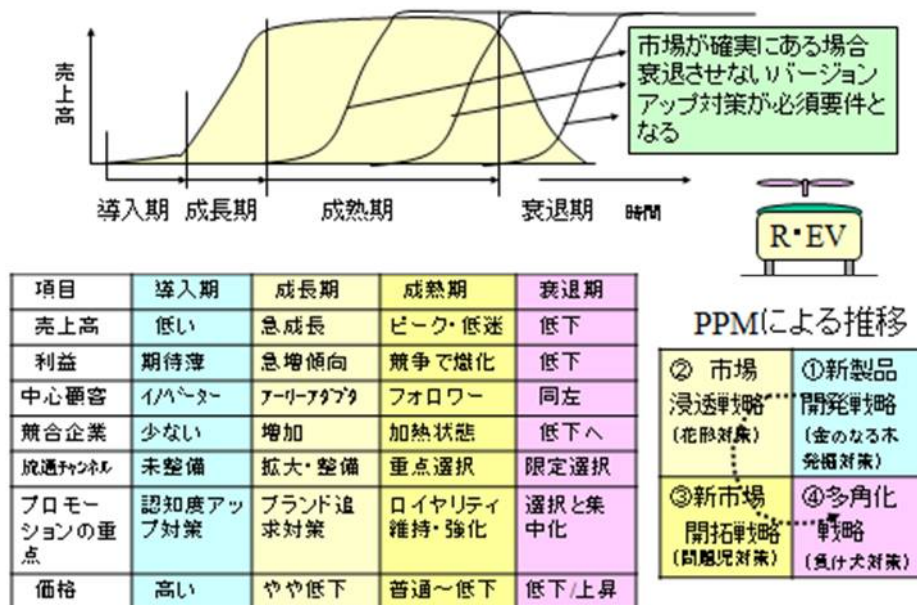 売上高
市場が確実にある場合
衰退させないバージョン
アップ対策が必須要件と
なる
導入期 成長期 成熟期 衰退期 時間
R・EV
項目 導入期 成長期 成熟期 衰退期
売上高 低い 急成長 ピーク・低迷 低下
利益 期待薄 急増傾向 競争で熾化 低下
中心顧客 イノベーター アーリーアダプタ フォロワー 同左
競合企業 少ない 増加 加熱状態 低下へ
流通チャンネル 未整備 拡大・整備 重点選択 限定選択
プロモー
ションの重
点
認知度アッ
プ対策
ブランド追
求対策
ロイヤリティ
維持・強化
選択と集
中化
価格 高い やや低下 普通～低下 低下/上昇
PPMによる推移
② 市場
浸透戦略
(花形対策)
①新製品
開発戦略
(金のなる木
発掘対策)
③新市場
開拓戦略
(問題児対策)
④多角化
戦略
(負け犬対策)